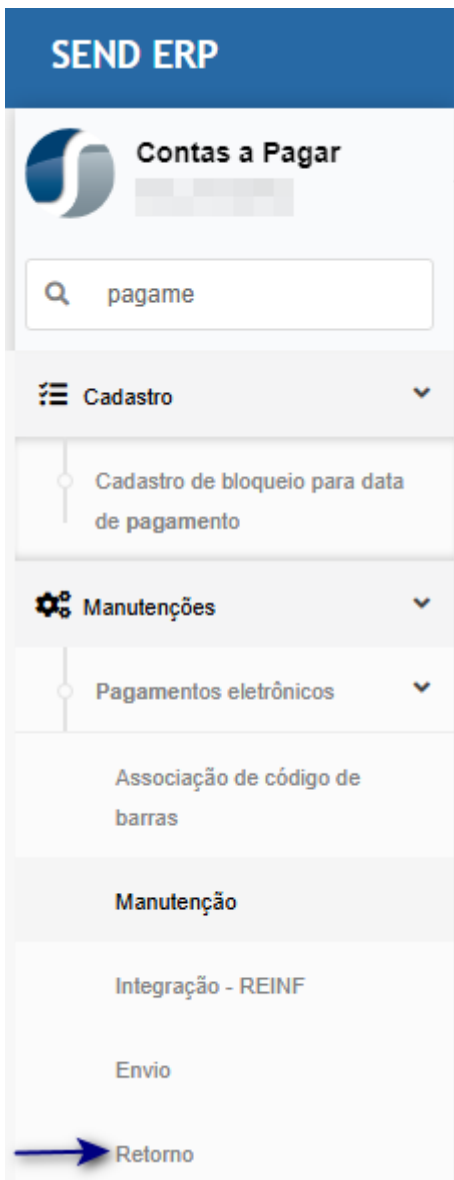 SEND ERP
Contas a Pagar
pagame
Cadastro
Cadastro de bloqueio para data
de pagamento
Manutenções
Pagamentos eletrônicos
Associação de código de
barras
Manutenção
Integração - REINF
Envio
Retorno